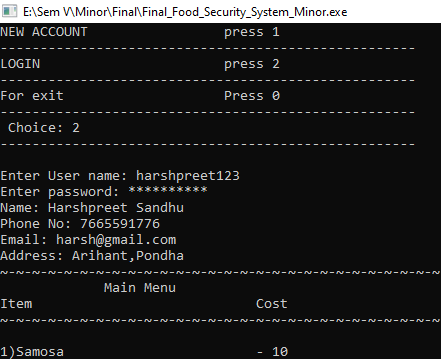 E:\Sem V\Minor\Final\Final_Food_Security_System_Minor.exe
NEW ACCOUNT press 1
----------------------------------------------------
LOGIN press 2
----------------------------------------------------
For exit Press 0
----------------------------------------------------
Choice: 2
----------------------------------------------------
Enter User name: harshpreet123
Enter password: **********
Name: Harshpreet Sandhu
Phone No: 7665591776
Email: harsh@gmail.com
Address: Arihant,Pondha
~-~-~-~-~-~-~-~-~-~-~-~-~-~-~-~-~-~-~-~-~-~-~-~-~-~-~-~
Main Menu
Item Cost
~-~-~-~-~-~-~-~-~-~-~-~-~-~-~-~-~-~-~-~-~-~-~-~-~-~-~-~
1)Samosa - 10